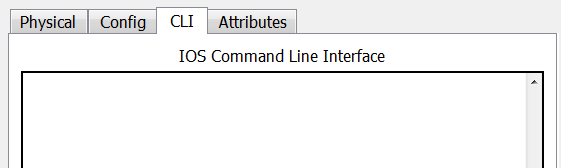 Physical Config CLI Attributes
IOS Command Line Interface